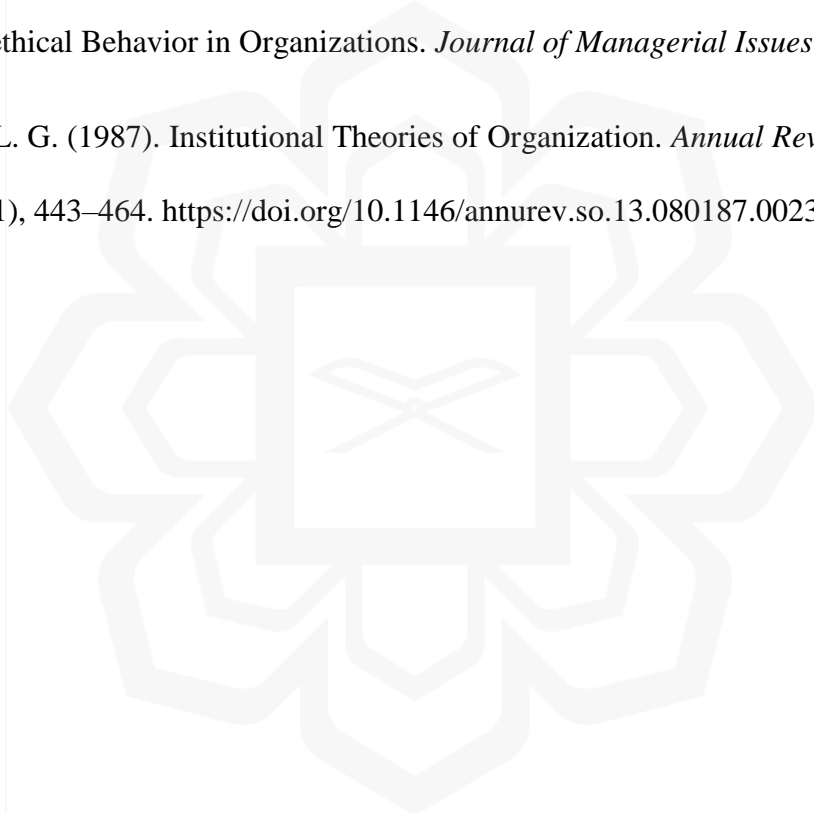 ethical Behavior in Organizations. Journal of Managerial Issues
L. G. (1987). Institutional Theories of Organization. Annual Rev
1), 443–464. https://doi.org/10.1146/annurev.so.13.080187.0023